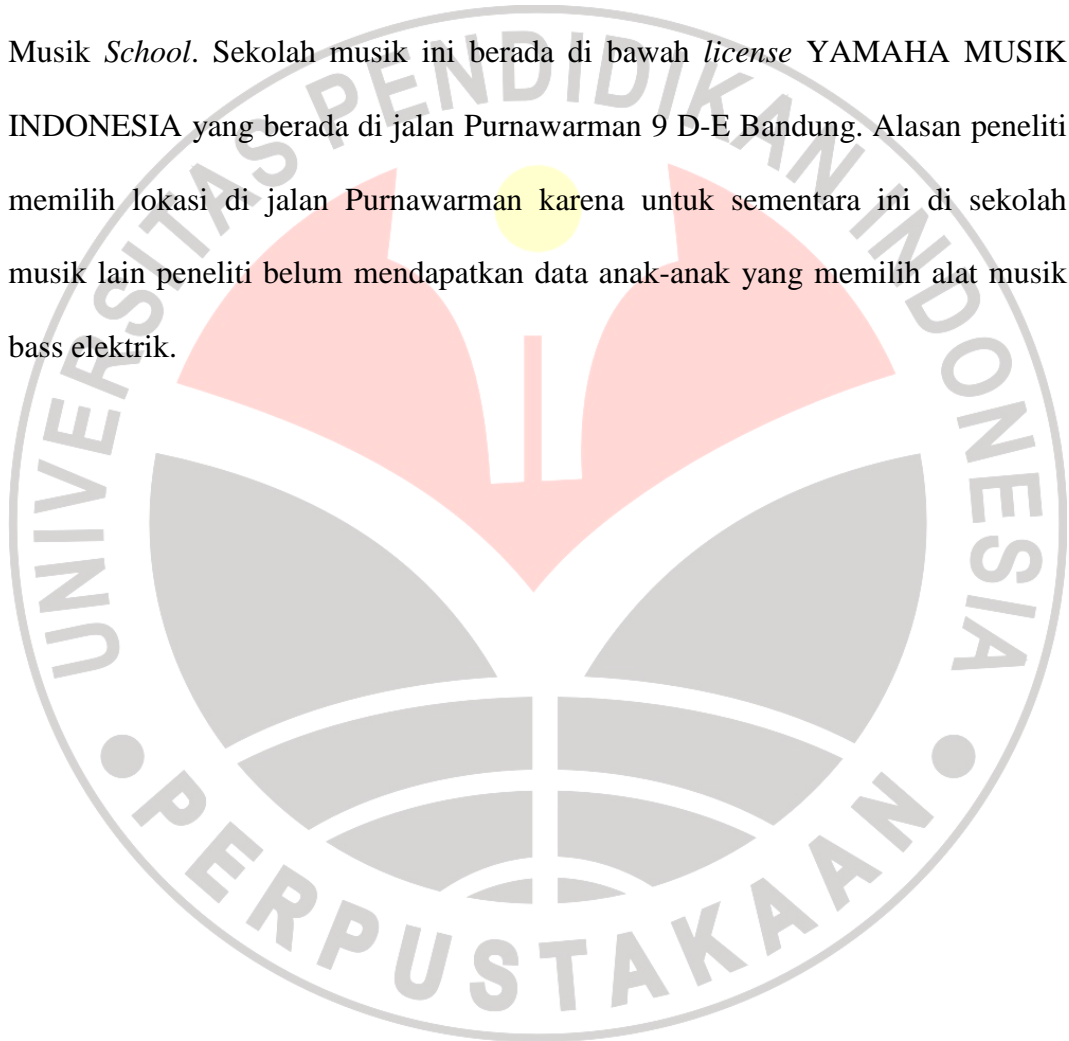 Musik School. Sekolah musik ini berada di bawah license YAMAHA MUSIK
INDONESIA yang berada di jalan Purnawarman 9 D-E Bandung. Alasan peneliti
memilih lokasi di jalan Purnawarman karena untuk sementara ini di sekolah
musik lain peneliti belum mendapatkan data anak-anak yang memilih alat musik
bass elektrik.
UNIVERSITAS PENDIDIKAN INDONESIA
PERPUSTAKAAN